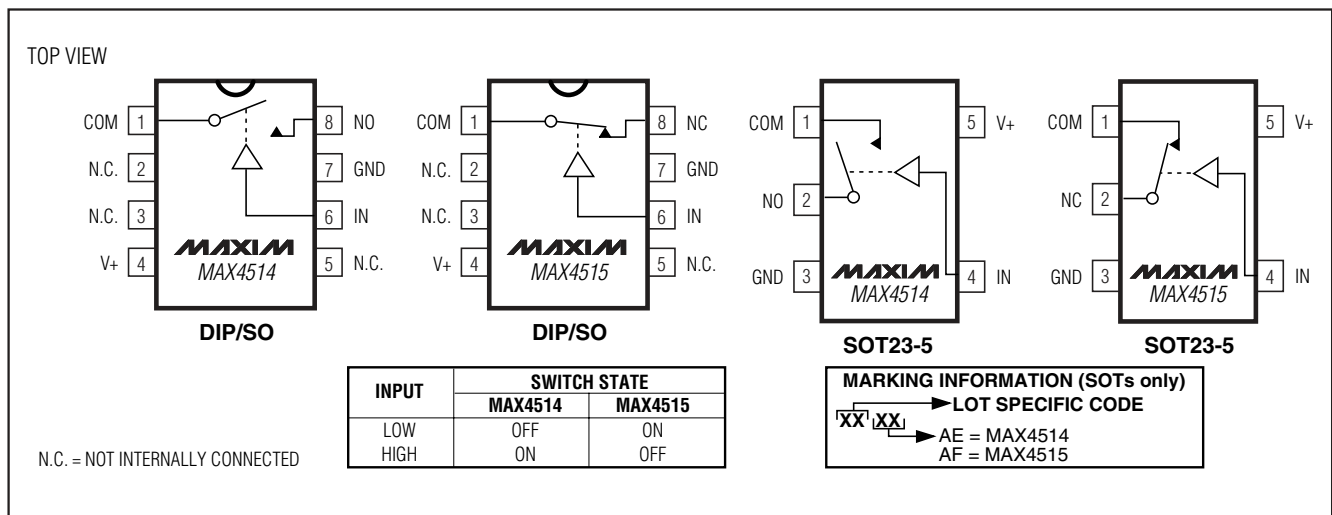 TOP VIEW
COM 1 8 NO
N.C. 2 7 GND
N.C. 3 6 IN
V+ 4 5 N.C.
MAXIM
MAX4514
DIP/SO
COM 1 8 NC
N.C. 2 7 GND
N.C. 3 6 IN
V+ 4 5 N.C.
MAXIM
MAX4515
DIP/SO
COM 1 5 V+
NO 2
GND 3 4 IN
MAXIM
MAX4514
SOT23-5
COM 1 5 V+
NC 2
GND 3 4 IN
MAXIM
MAX4515
SOT23-5
INPUT SWITCH STATE
MAX4514 MAX4515
LOW OFF ON
HIGH ON OFF
MARKING INFORMATION (SOTs only)
LOT SPECIFIC CODE
XX XX
AE = MAX4514
AF = MAX4515
N.C. = NOT INTERNALLY CONNECTED